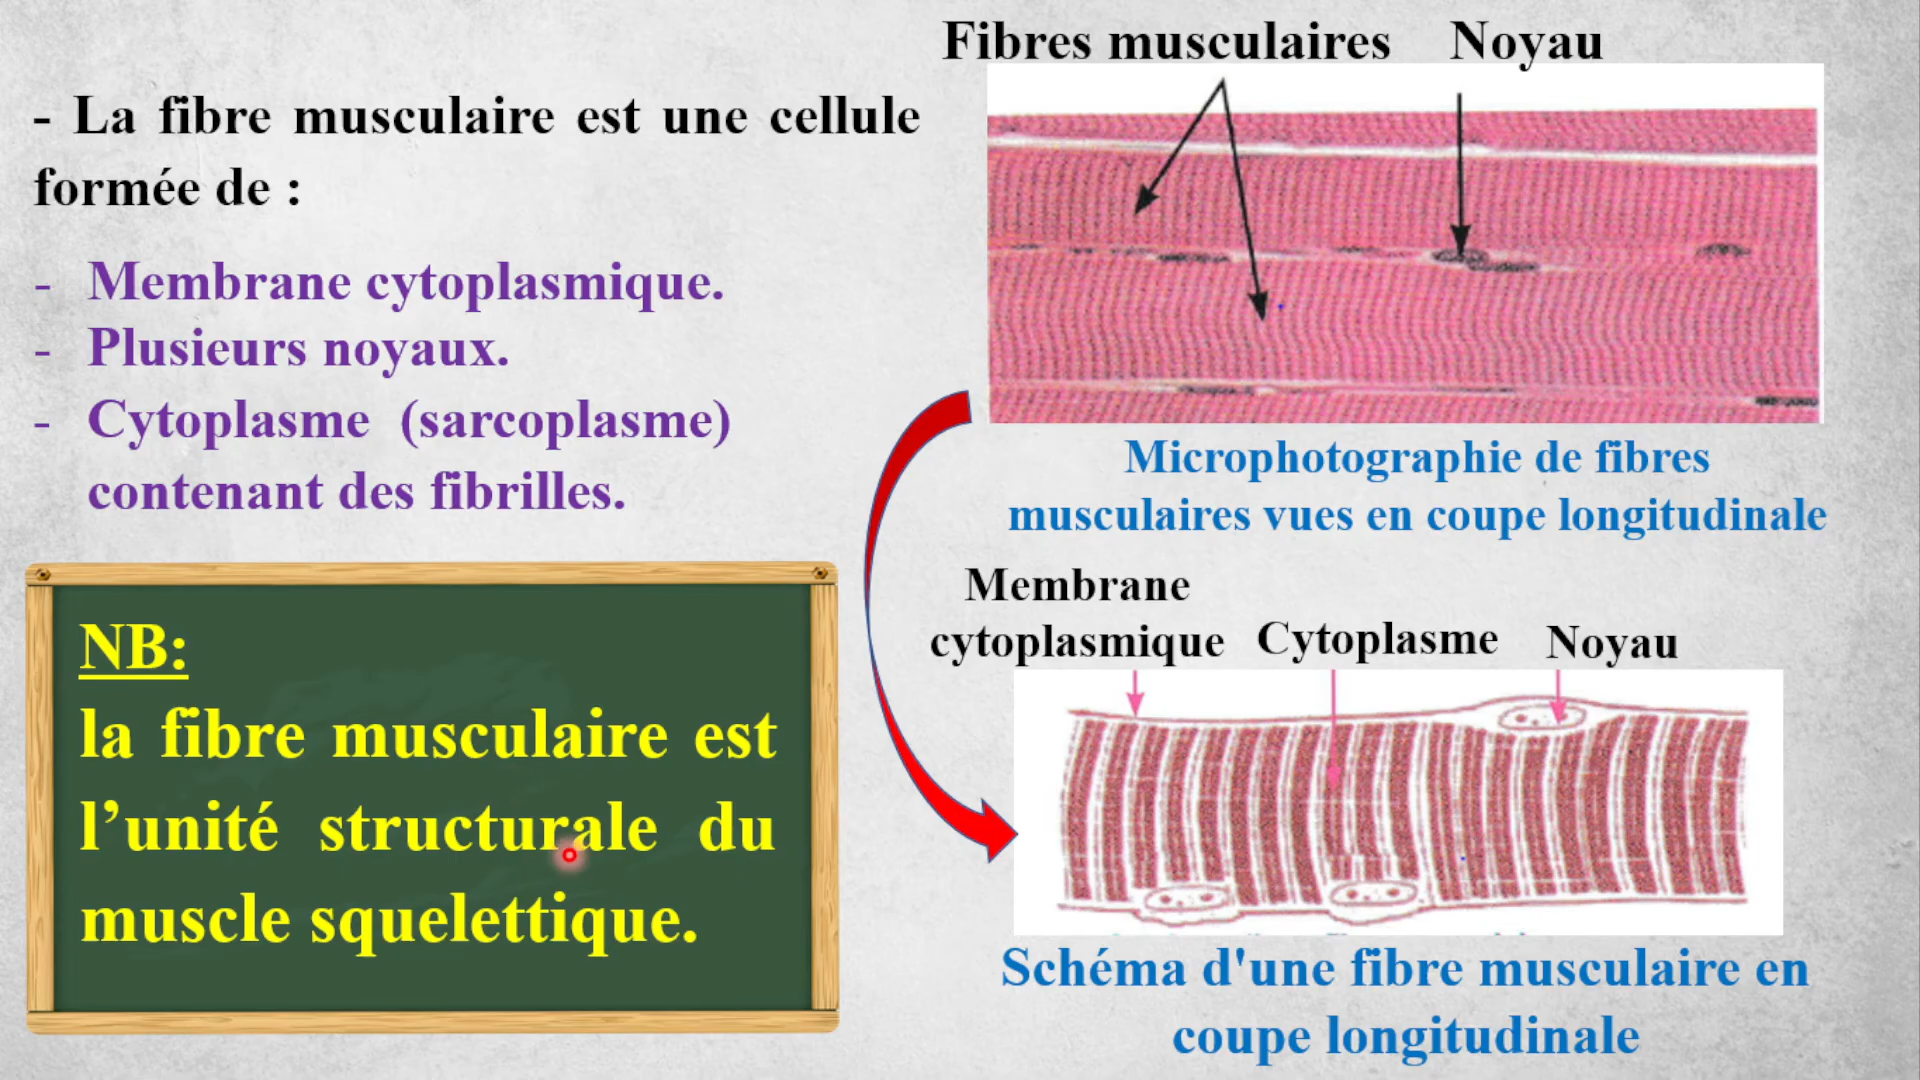 - La fibre musculaire est une cellule
formée de :
- Membrane cytoplasmique.
- Plusieurs noyaux.
- Cytoplasme (sarcoplasme)
contenant des fibrilles.
NB:
la fibre musculaire est
l’unité structurale du
muscle squelettique.
Fibres musculaires Noyau
Microphotographie de fibres
musculaires vues en coupe longitudinale
Membrane
cytoplasmique Cytoplasme Noyau
Schéma d'une fibre musculaire en
coupe longitudinale